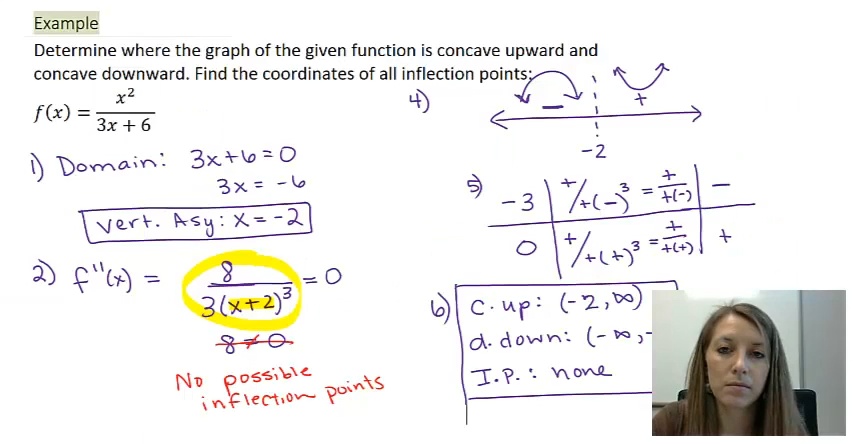 Example
Determine where the graph of the given function is concave upward and
concave downward. Find the coordinates of all inflection points:
f(x) = x²/(3x + 6)
1) Domain: 3x+6=0
3x = -6
Vert. Asy: x = -2
2) f''(x) = 8/(3(x+2)³) = 0
8 ≠ 0
No possible
inflection points
4)
- +
-2
5) -3 | +/+(-)³ = +/+(-) | -
0 | +/+(+)³ = +/+(+) | +
6) C. up: (-2, ∞)
d. down: (-∞, -
I.P.: none